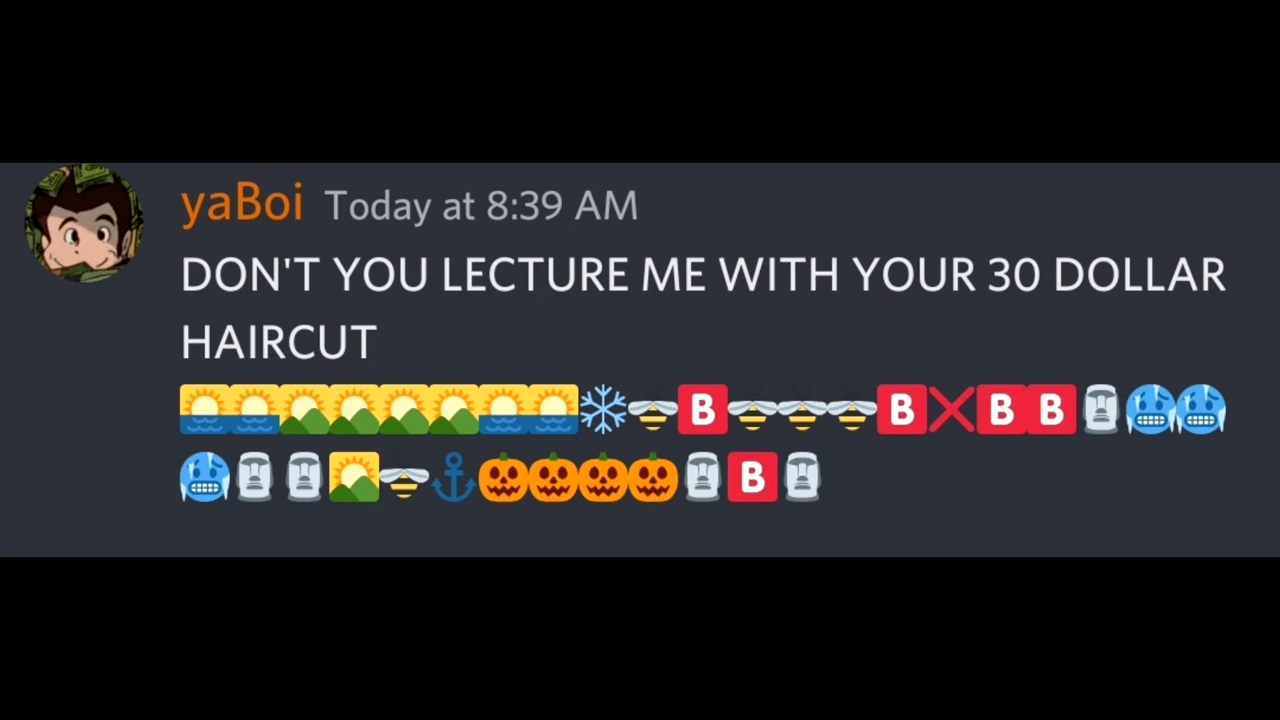 yaBoi Today at 8:39 AM
DON'T YOU LECTURE ME WITH YOUR 30 DOLLAR
HAIRCUT
🌅🌅🌄🌄🌄🌄🌅🌅❄️🐝🅱️🐝🐝🐝🅱️❌🅱️🅱️🗿🥶🥶
🥶🗿🗿🌄🐝⚓🎃🎃🎃🎃🗿🅱️🗿